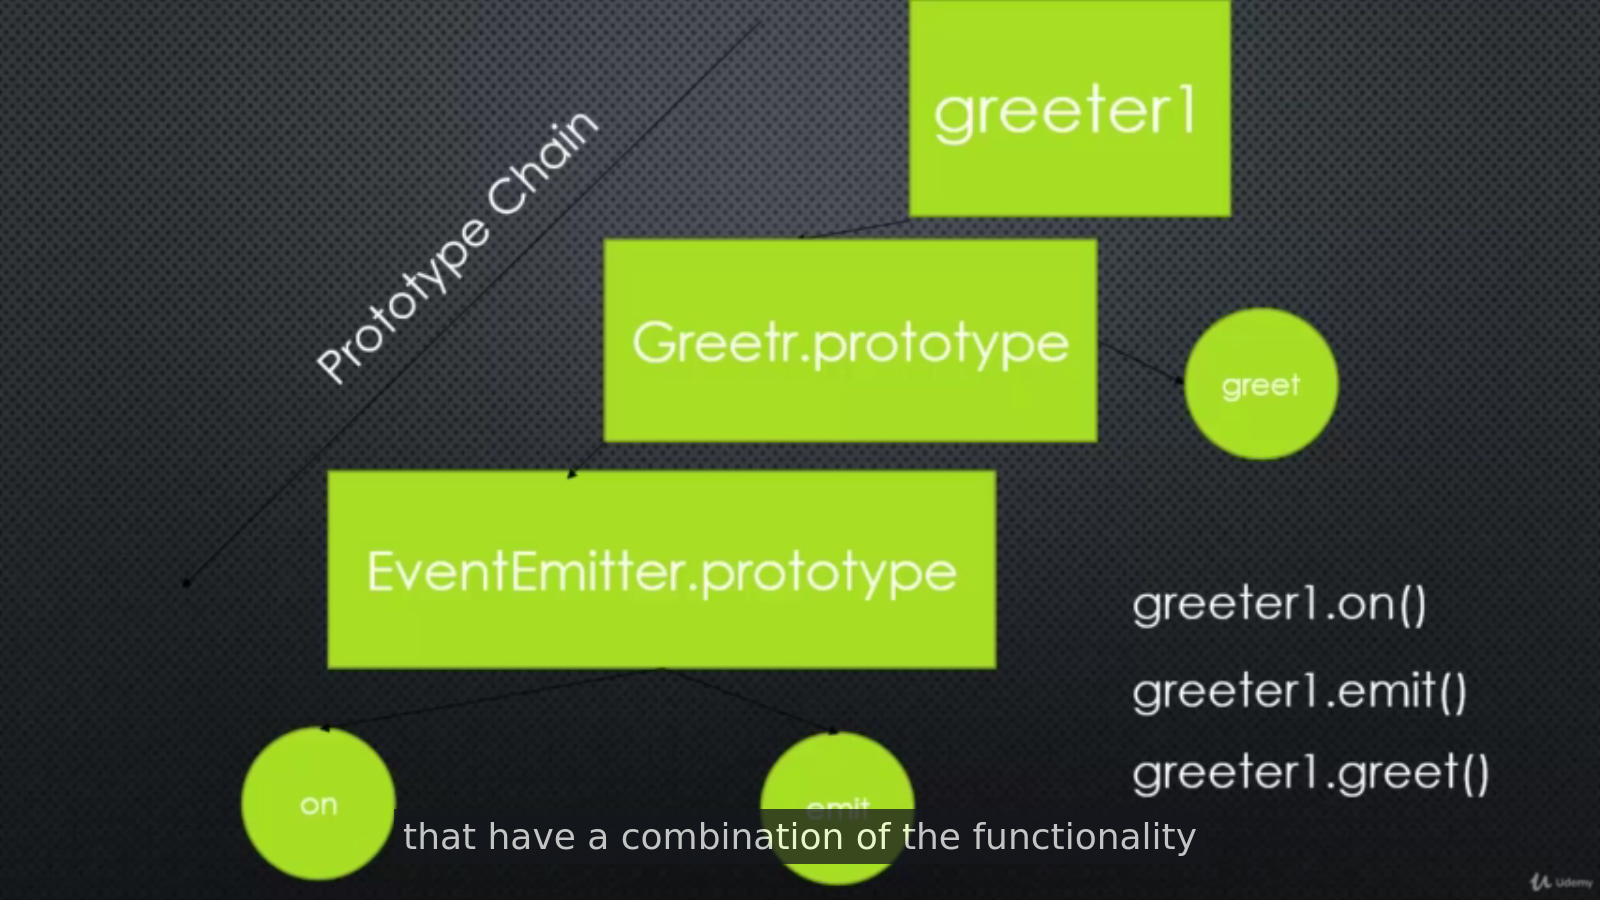 greeter1
Prototype Chain
Greetr.prototype
greet
EventEmitter.prototype
greeter1.on()
greeter1.emit()
greeter1.greet()
on
emit
that have a combination of the functionality
Udemy